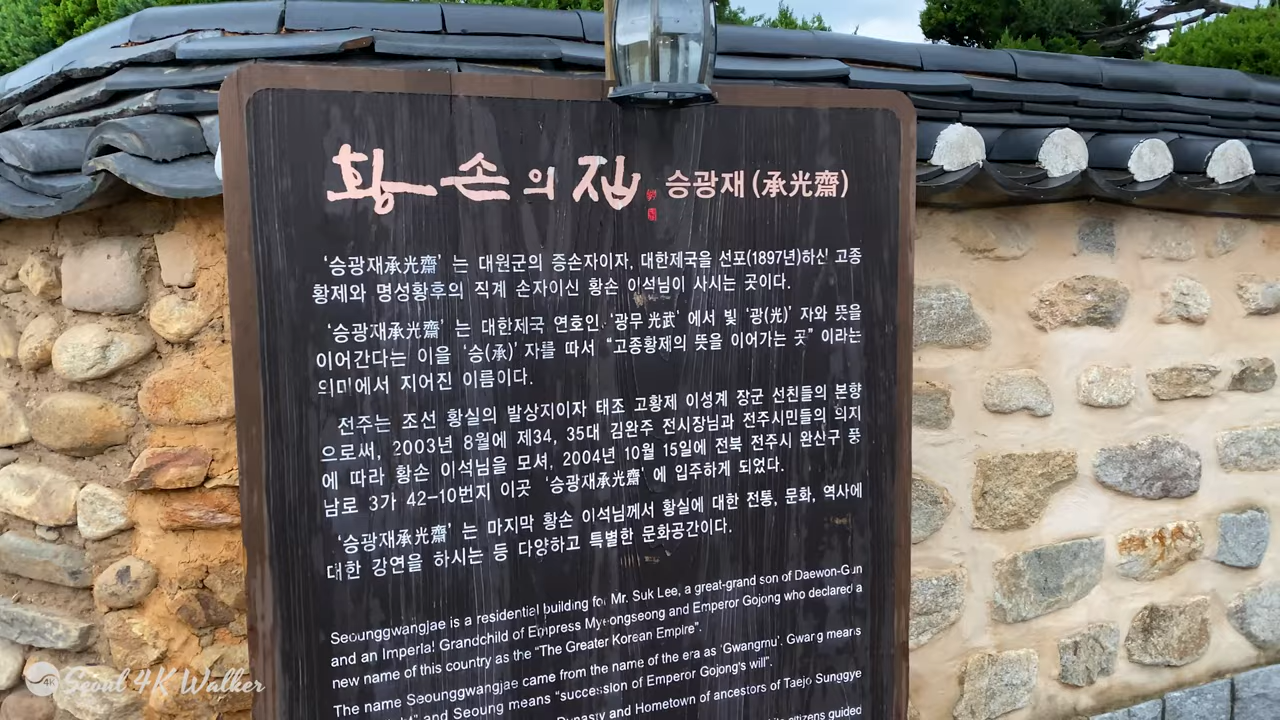 황손의 집 승광재 (承光齋)
‘승광재承光齋‘ 는 대원군의 증손자이자, 대한제국을 선포(1897년)하신 고종
황제와 명성황후의 직계 손자이신 황손 이석님이 사시는 곳이다.
‘승광재承光齋‘ 는 대한제국 연호인 ‘광무 光武‘ 에서 빛 ‘광(光)’ 자와 뜻을
이어간다는 이을 ‘승(承)’ 자를 따서 “고종황제의 뜻을 이어가는 곳” 이라는
의미에서 지어진 이름이다.
전주는 조선 황실의 발상지이자 태조 고황제 이성계 장군 선친들의 본향
으로써, 2003년 8월에 제34, 35대 김완주 전시장님과 전주시민들의 의지
에 따라 황손 이석님을 모셔, 2004년 10월 15일에 전북 전주시 완산구 풍
남로 3가 42-10번지 이곳 ‘승광재承光齋‘ 에 입주하게 되었다.
‘승광재承光齋‘ 는 마지막 황손 이석님께서 황실에 대한 전통, 문화, 역사에
대한 강연을 하시는 등 다양하고 특별한 문화공간이다.
Seounggwangjae is a residential building for Mr. Suk Lee, a great-grand son of Daewon-Gun
and an Imperial Grandchild of Empress Myeongseong and Emperor Gojong who declared a
new name of this country as the “The Greater Korean Empire”.
The name Seounggwangjae came from the name of the era as ‘Gwangmu’. Gwang means
and Seoung means “succession of Emperor Gojong's will”.
Dynasty and Hometown of ancestors of Taejo Sunggye
citizens guided
4K Seoul 4K Walker